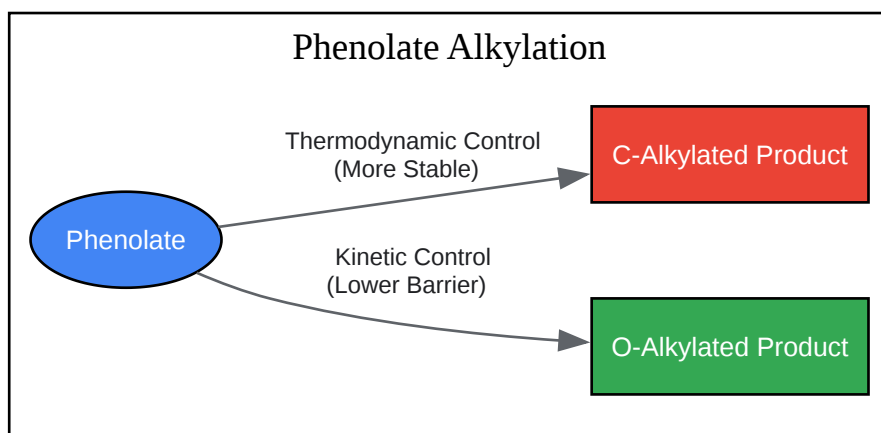 Phenolate Alkylation
Thermodynamic Control
(More Stable)
C-Alkylated Product
Phenolate
Kinetic Control
(Lower Barrier)
O-Alkylated Product